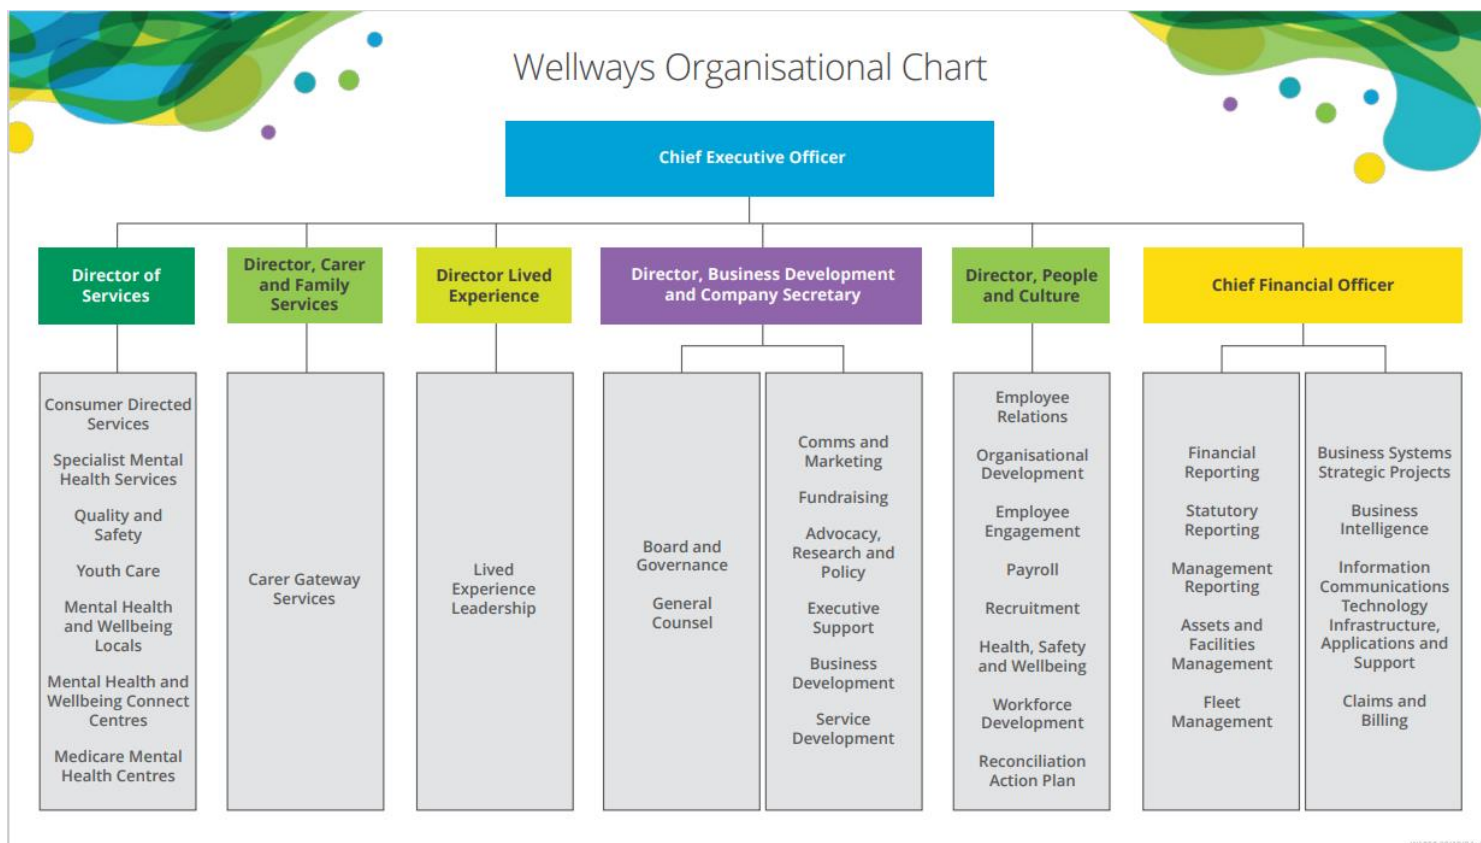 Wellways Organisational Chart
Chief Executive Officer
Director of
Services
Director, Carer
and Family
Services
Director Lived
Experience
Director, Business Development
and Company Secretary
Director, People
and Culture
Chief Financial Officer
Consumer Directed
Services
Specialist Mental
Health Services
Quality and
Safety
Youth Care
Mental Health
and Wellbeing
Locals
Mental Health and
Wellbeing Connect
Centres
Medicare Mental
Health Centres
Carer Gateway
Services
Lived
Experience
Leadership
Board and
Governance
General
Counsel
Comms and
Marketing
Fundraising
Advocacy,
Research and
Policy
Executive
Support
Business
Development
Service
Development
Employee
Relations
Organisational
Development
Employee
Engagement
Payroll
Recruitment
Health, Safety
and Wellbeing
Workforce
Development
Reconciliation
Action Plan
Financial
Reporting
Statutory
Reporting
Management
Reporting
Assets and
Facilities
Management
Fleet
Management
Business Systems
Strategic Projects
Business
Intelligence
Information
Communications
Technology
Infrastructure,
Applications and
Support
Claims and
Billing